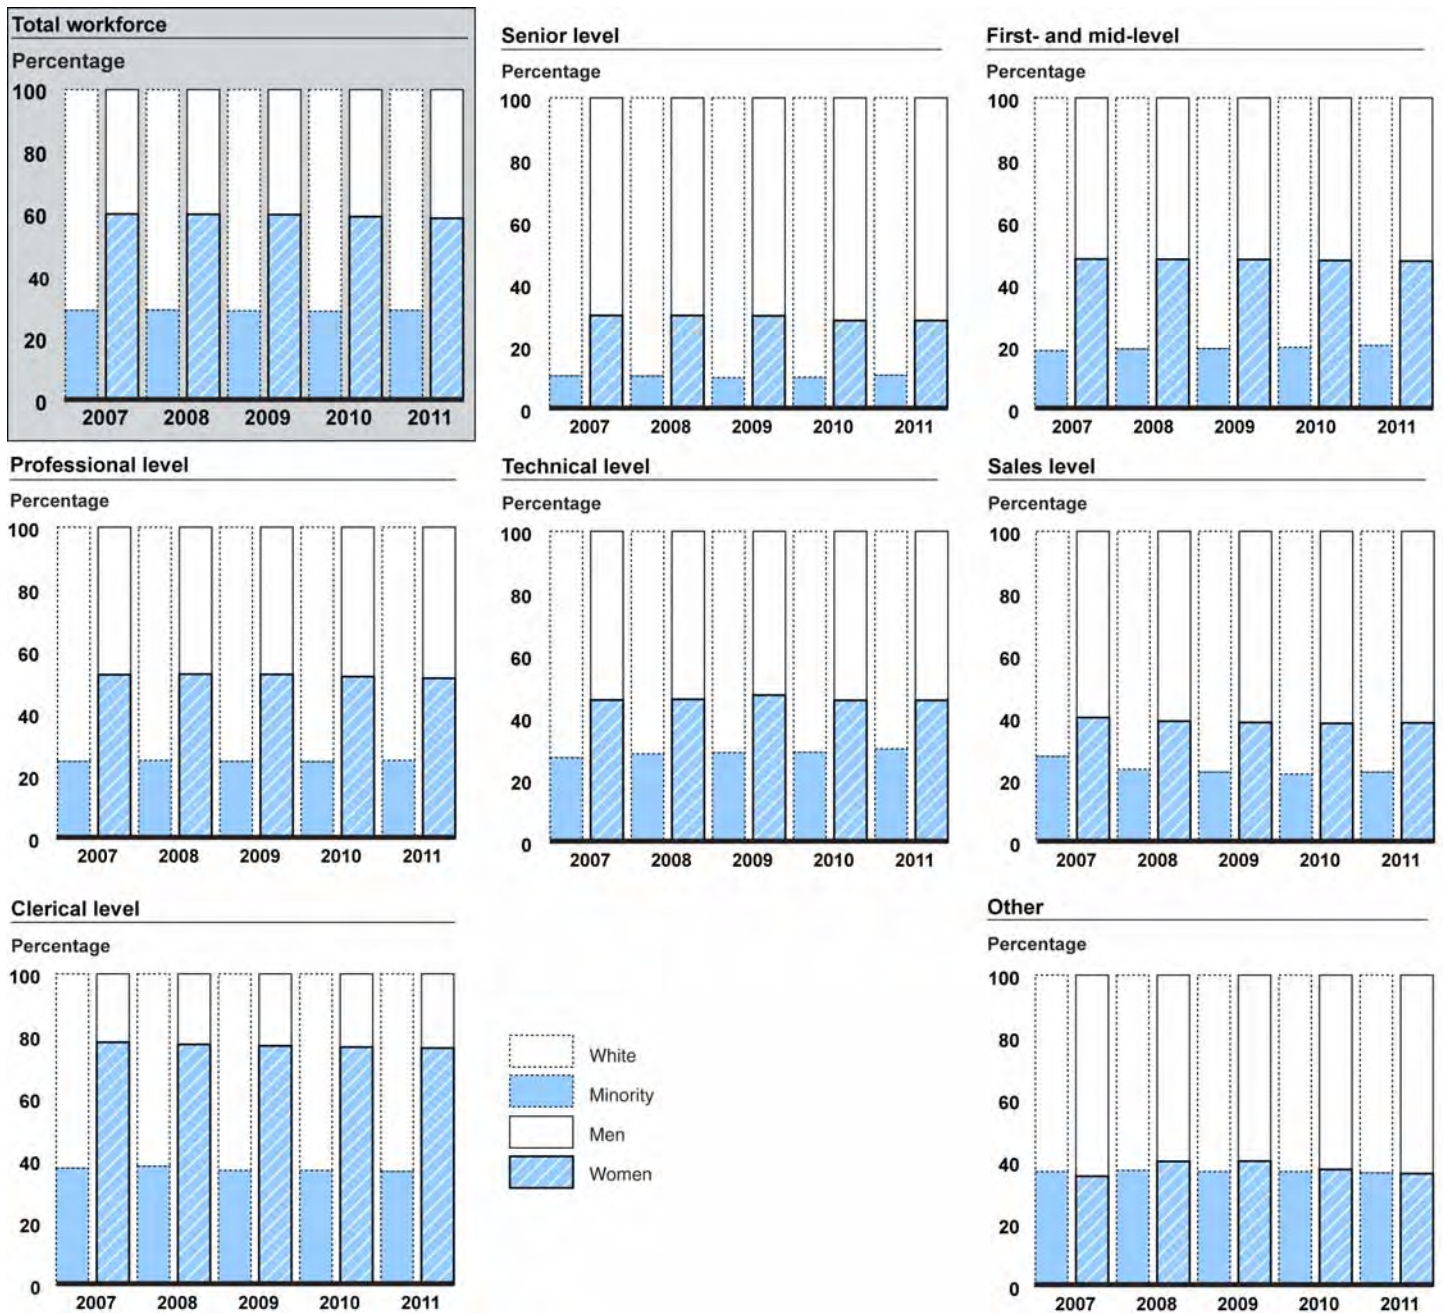 Total workforce
Percentage
100
80
60
40
20
0
2007 2008 2009 2010 2011
Senior level
Percentage
100
80
60
40
20
0
2007 2008 2009 2010 2011
First- and mid-level
Percentage
100
80
60
40
20
0
2007 2008 2009 2010 2011
Professional level
Percentage
100
80
60
40
20
0
2007 2008 2009 2010 2011
Technical level
Percentage
100
80
60
40
20
0
2007 2008 2009 2010 2011
Sales level
Percentage
100
80
60
40
20
0
2007 2008 2009 2010 2011
Clerical level
Percentage
100
80
60
40
20
0
2007 2008 2009 2010 2011
White
Minority
Men
Women
Other
Percentage
100
80
60
40
20
0
2007 2008 2009 2010 2011